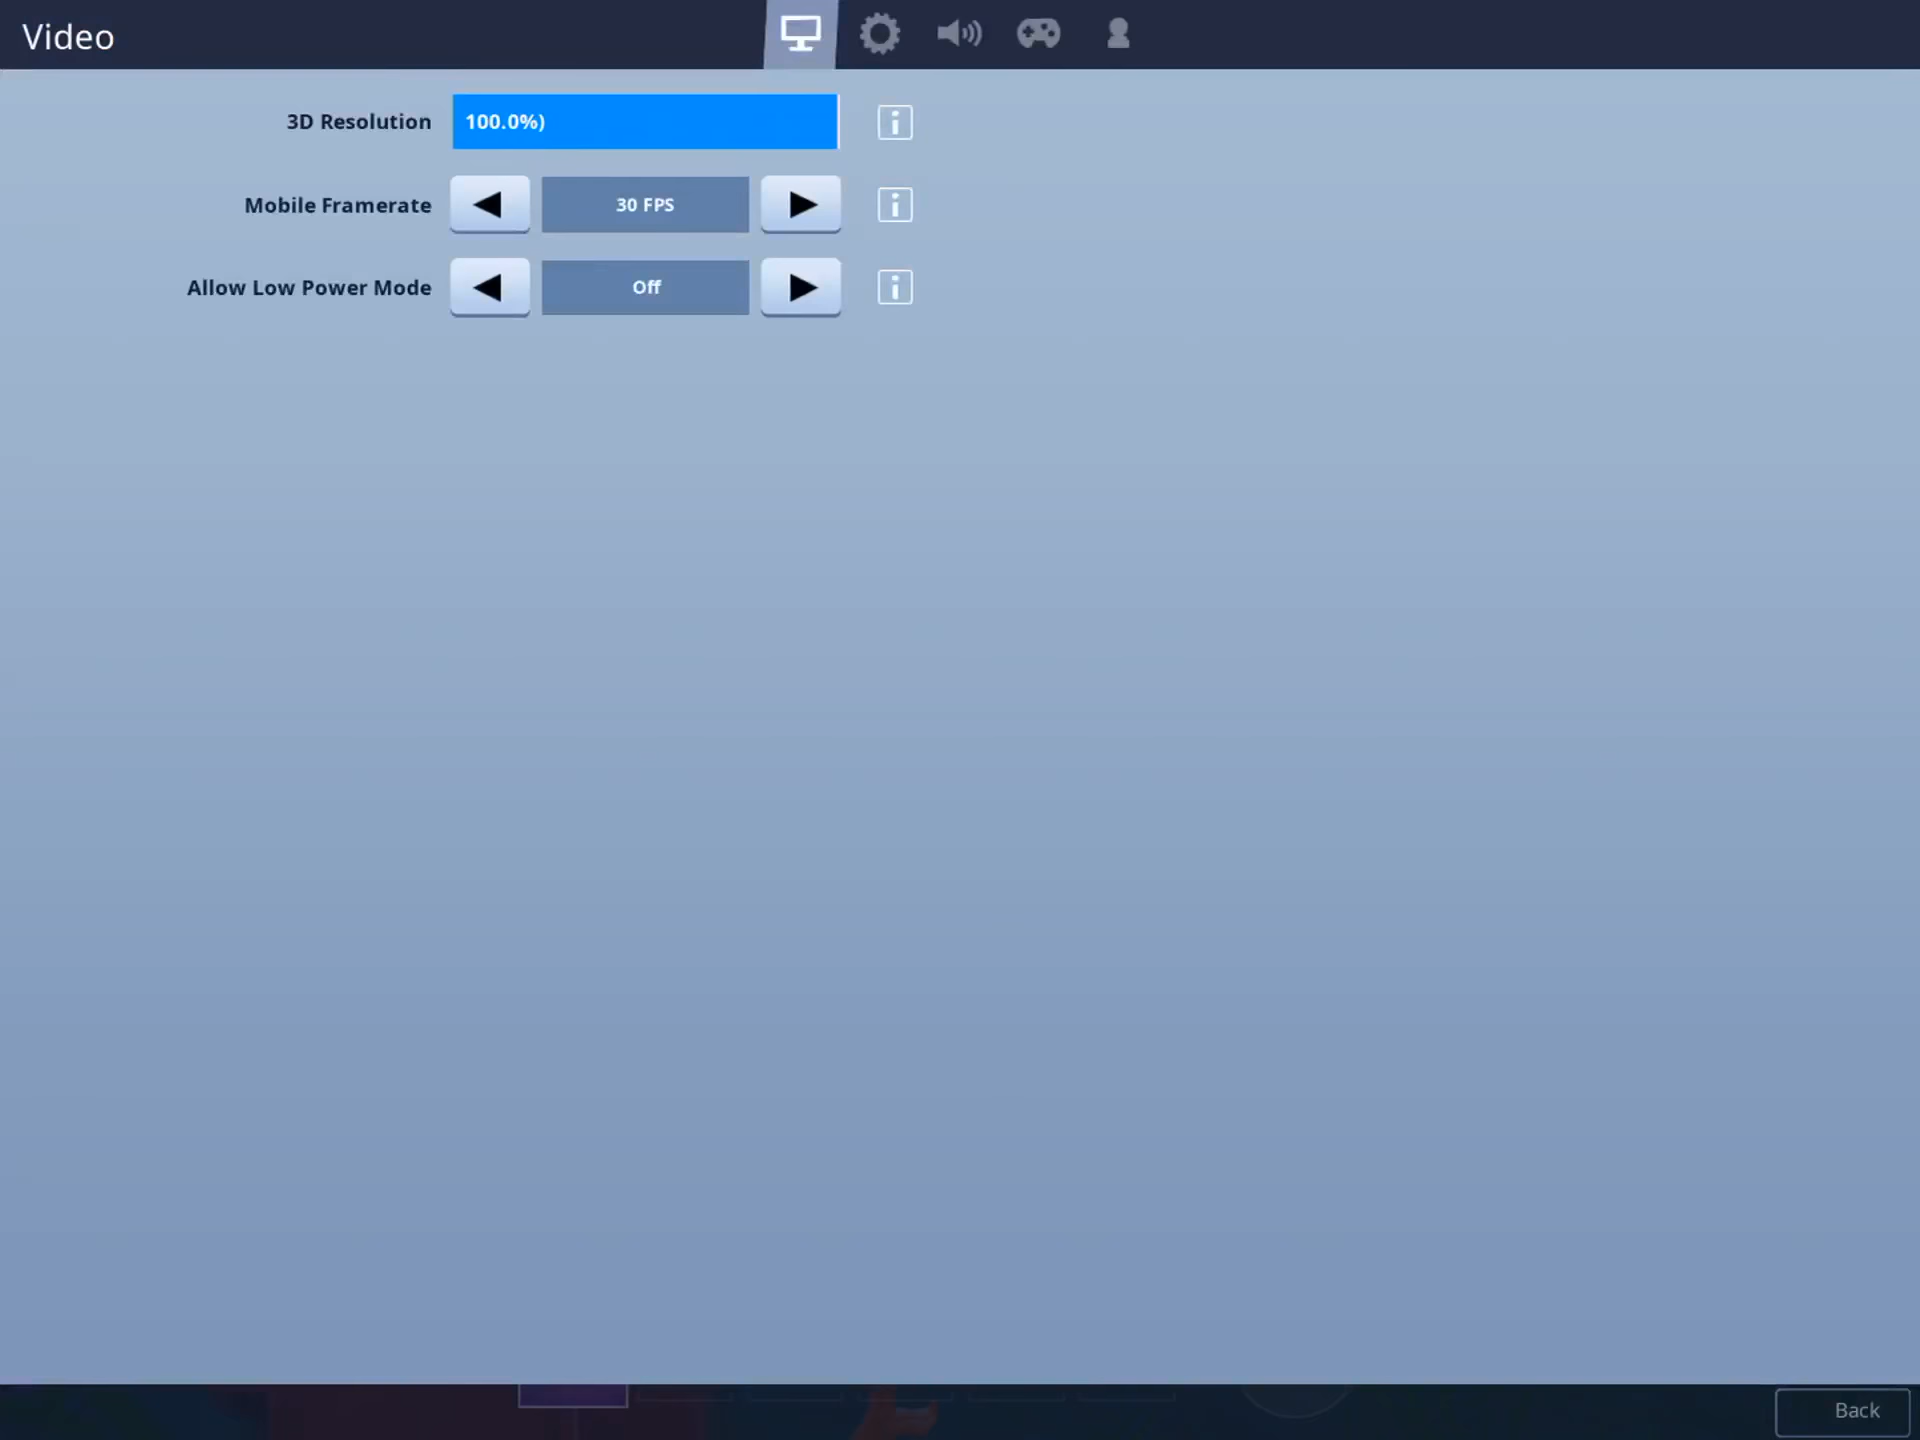 Video
3D Resolution 100.0%)
Mobile Framerate 30 FPS
Allow Low Power Mode Off
Back